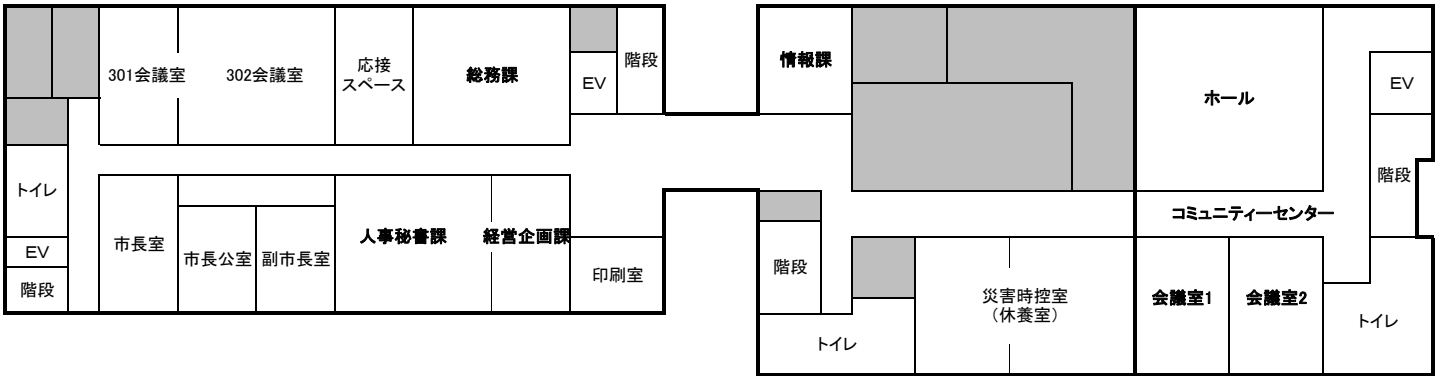 301会議室
302会議室
応接
スペース
総務課
EV
階段
情報課
ホール
EV
階段
トイレ
EV
階段
市長室
市長公室
副市長室
人事秘書課
経営企画課
印刷室
コミュニティーセンター
階段
トイレ
災害時控室
（休養室）
会議室1
会議室2
トイレ